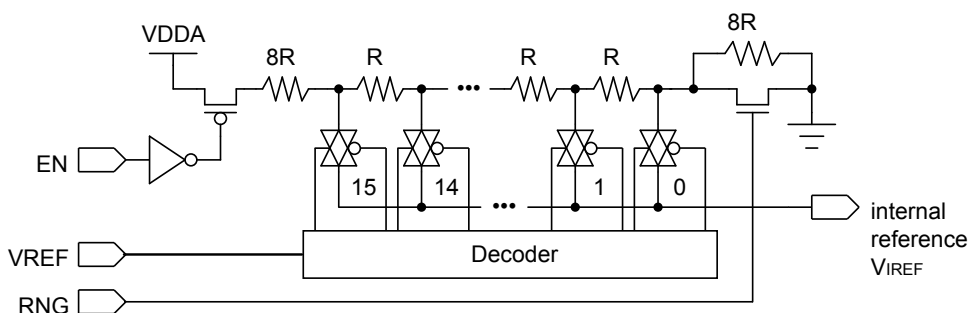 8R
VDDA
8R
R
R
R
•••
EN
15
14
1
0
•••
internal
reference
VIREF
VREF
Decoder
RNG